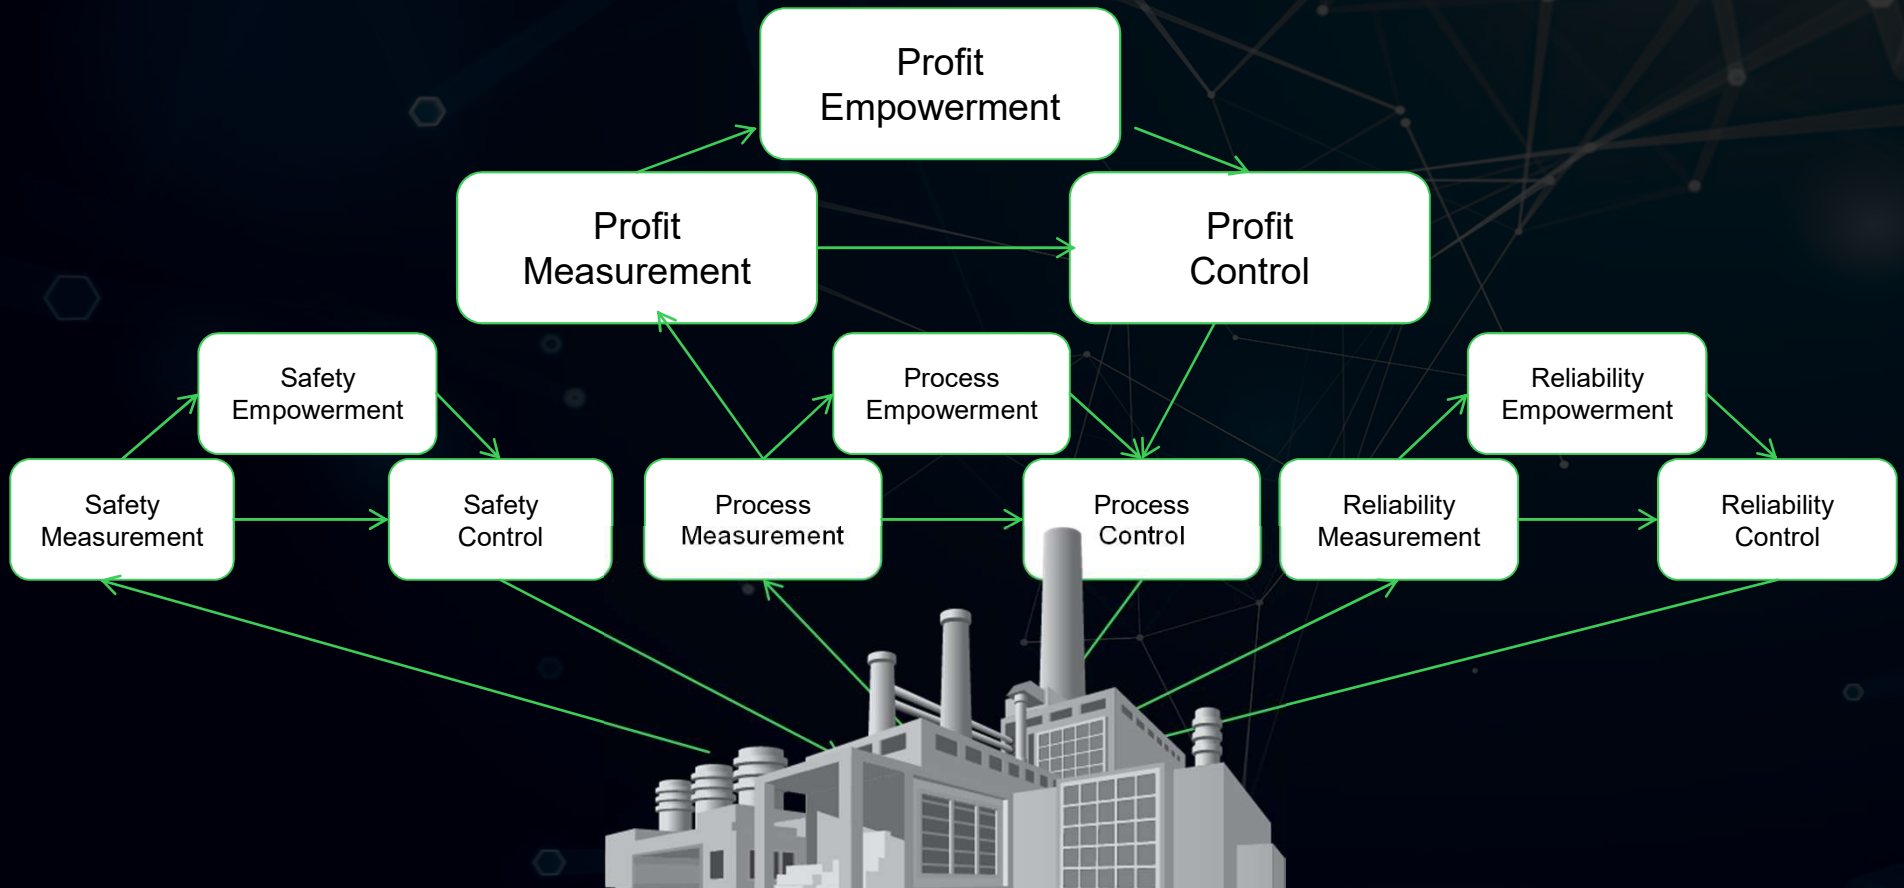 Profit
Empowerment
Profit
Measurement
Profit
Control
Safety
Empowerment
Process
Empowerment
Reliability
Empowerment
Safety
Measurement
Safety
Control
Process
Measurement
Process
Control
Reliability
Measurement
Reliability
Control